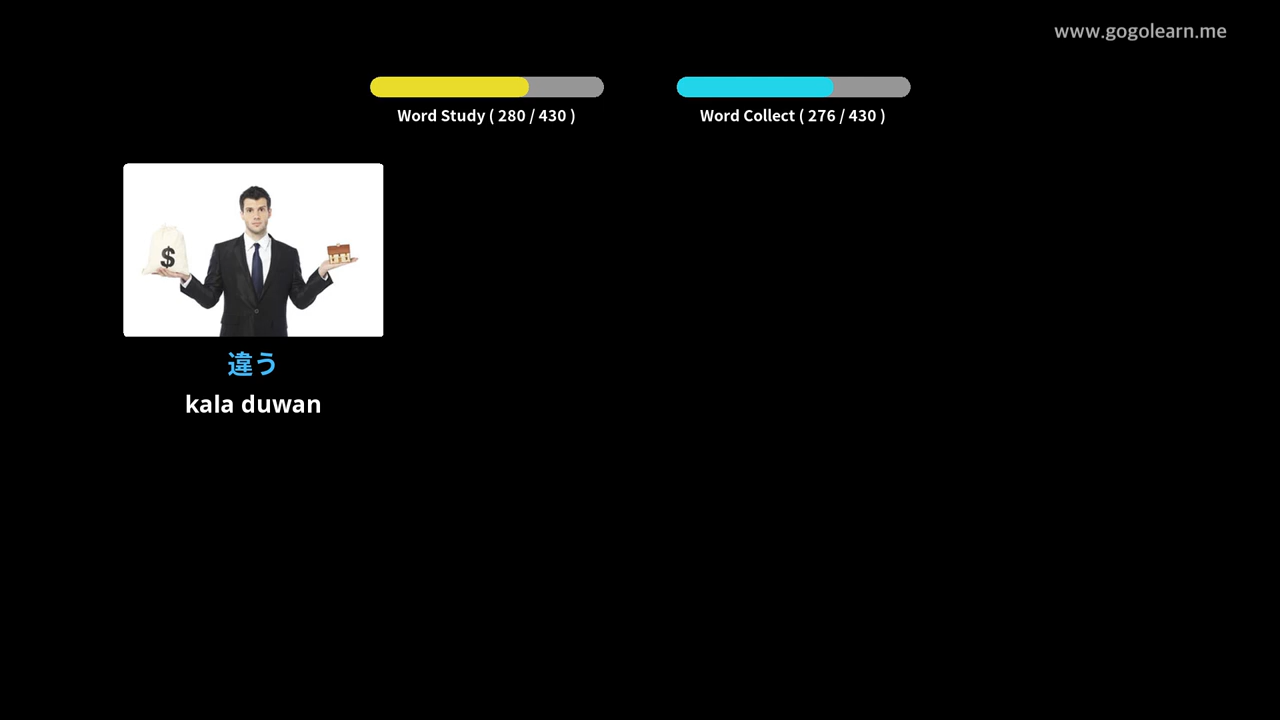 www.gogolearn.me
Word Study ( 280 / 430 )
Word Collect ( 276 / 430 )
$
違う
kala duwan